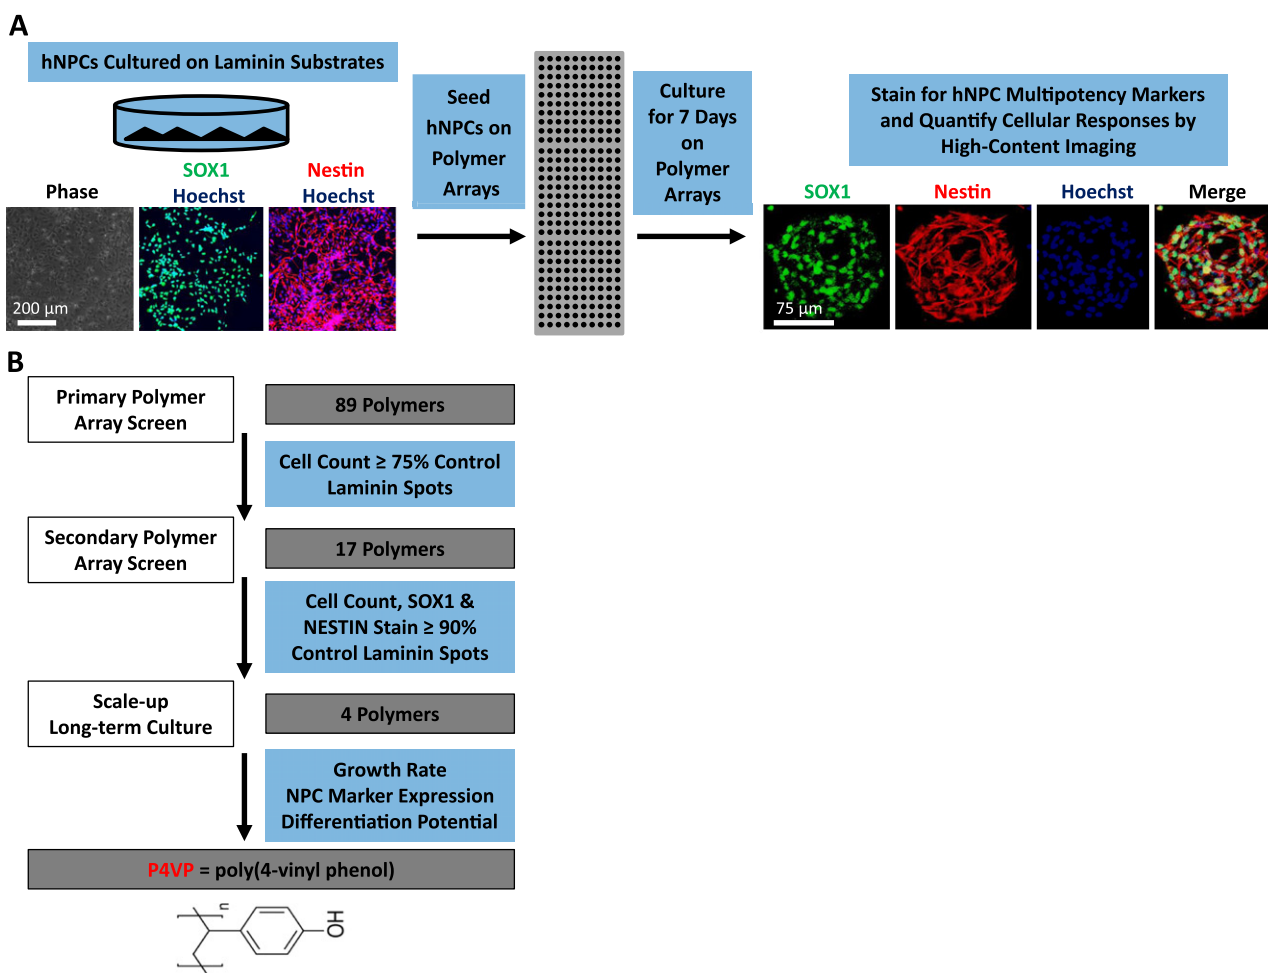 A
hNPCs Cultured on Laminin Substrates
SOX1
Hoechst
Nestin
Hoechst
Phase
200 µm
Seed
hNPCs on
Polymer
Arrays
Culture
for 7 Days
on
Polymer
Arrays
Stain for hNPC Multipotency Markers
and Quantify Cellular Responses by
High-Content Imaging
SOX1
Nestin
Hoechst
Merge
75 µm
B
Primary Polymer
Array Screen
89 Polymers
Cell Count ≥ 75% Control
Laminin Spots
Secondary Polymer
Array Screen
17 Polymers
Cell Count, SOX1 &
NESTIN Stain ≥ 90%
Control Laminin Spots
Scale-up
Long-term Culture
4 Polymers
Growth Rate
NPC Marker Expression
Differentiation Potential
P4VP = poly(4-vinyl phenol)
n
HO